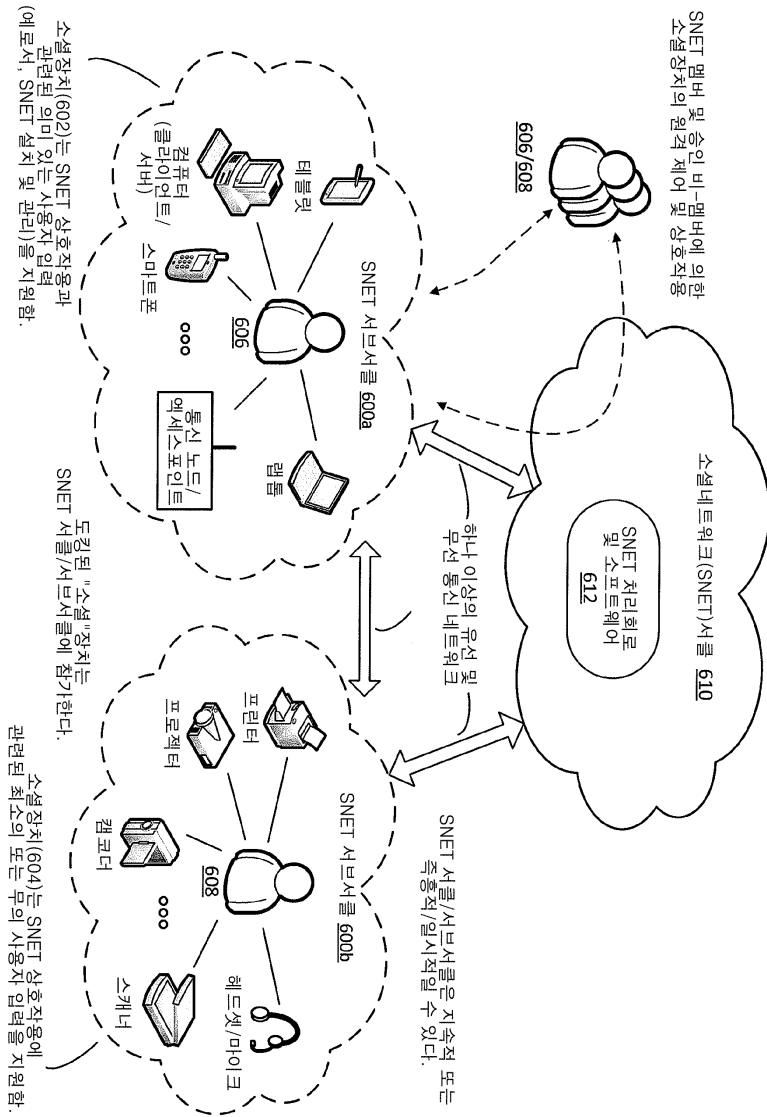 SNET 멤버 및 승인 비-멤버에 의한
소셜장치의 원격 제어 및 상호작용
606/608
소셜네트워크(SNET)서클 610
SNET 처리회로
및 소프트웨어
612
하나 이상의 유선 및
무선 통신 네트워크
SNET 서클/서브서클은 지속적 또는
즉흥적/일시적일 수 있다.
SNET 서브서클 600a
태블릿
컴퓨터
(클라이언트/
서버)
스마트폰
606
랩톱
통신 노드/
액세스포인트
SNET 서브서클 600b
프린터
프로젝터
캠코더
608
헤드셋/마이크
스캐너
소셜장치(602)는 SNET 상호작용과
관련된 의미 있는 사용자 입력
(예로서, SNET 설치 및 관리)을 지원함.
도킹된 "소셜"장치는
SNET 서클/서브서클에 참가한다.
소셜장치(604)는 SNET 상호작용에
관련된 최소의 또는 무의 사용자 입력을 지원함.